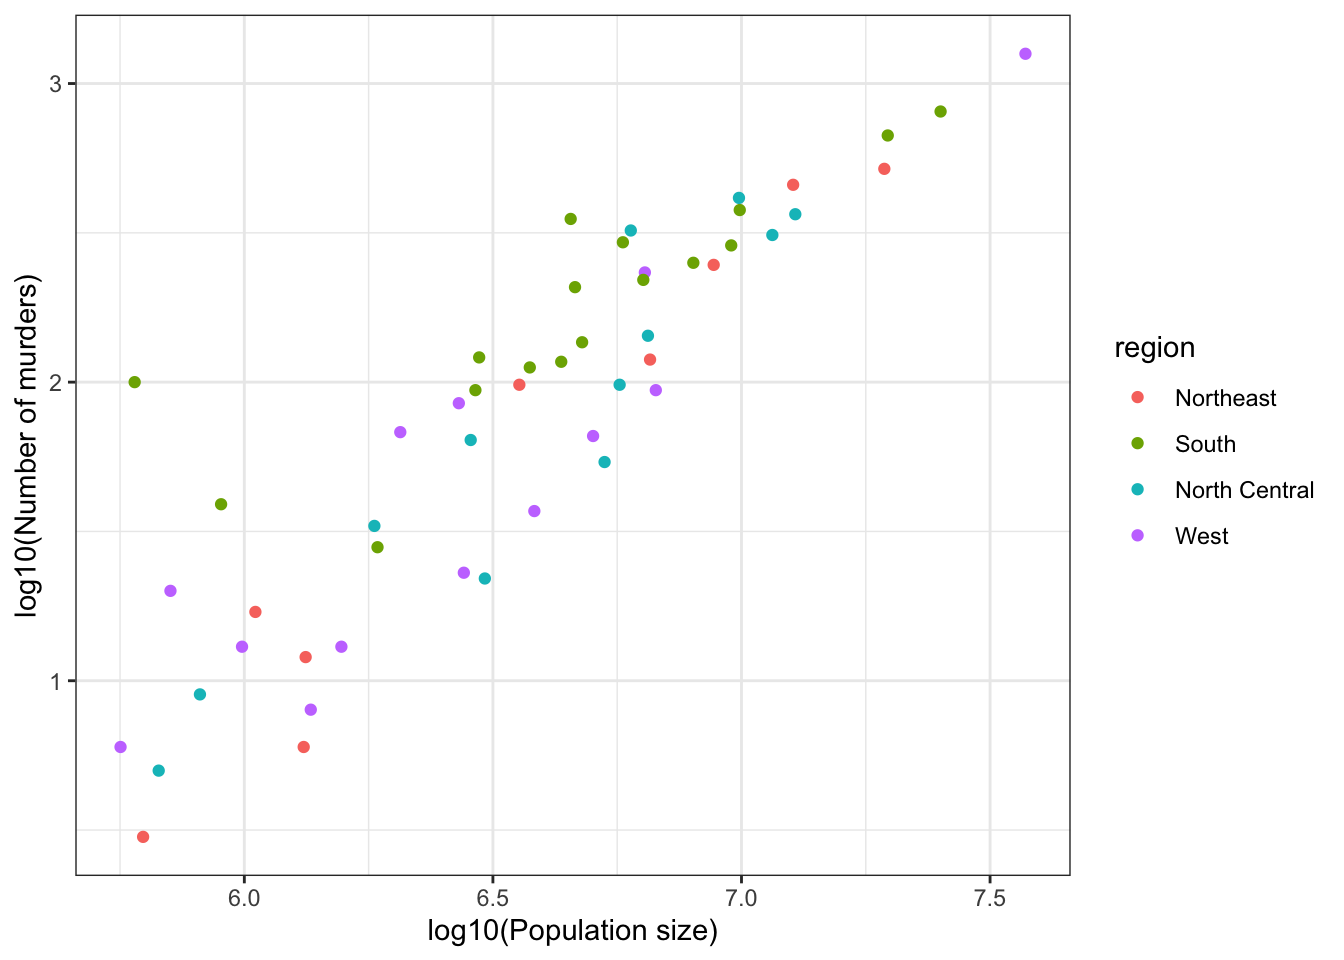 log10(Number of murders)
3
2
1
6.0
6.5
7.0
7.5
log10(Population size)
region
Northeast
South
North Central
West